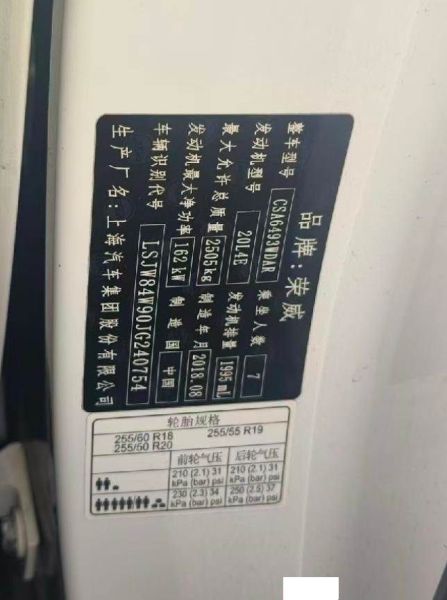 品牌：荣威
整车型号 CSA6493WDAR 乘坐人数 7
发动机型号 20L4E 发动机排量 1995 mL
最大允许总质量 2505kg 制造年月 2018.08
发动机最大净功率 162 kW 制造国 中国
车辆识别代号 LSJW84W90JG240754
生产厂名：上海汽车集团股份有限公司
轮胎规格
255/60 R18 255/55 R19
255/50 R20
前轮气压 后轮气压
210 (2.1) 31 210 (2.1) 31
kPa (bar) psi kPa (bar) psi
230 (2.3) 34 250 (2.5) 37
kPa (bar) psi kPa (bar) psi